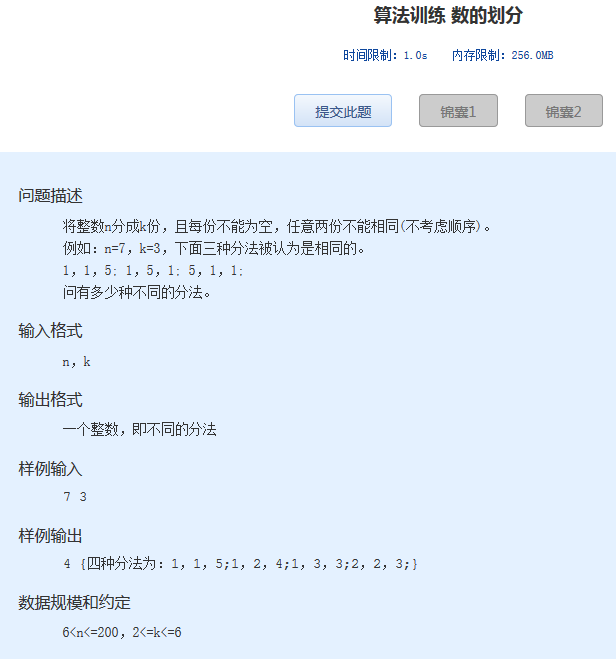 算法训练 数的划分
时间限制：1.0s 内存限制：256.0MB
提交此题 锦囊1 锦囊2
问题描述
将整数n分成k份，且每份不能为空，任意两份不能相同(不考虑顺序)。
例如：n=7，k=3，下面三种分法被认为是相同的。
1，1，5; 1，5，1; 5，1，1;
问有多少种不同的分法。
输入格式
n，k
输出格式
一个整数，即不同的分法
样例输入
7 3
样例输出
4 {四种分法为：1，1，5;1，2，4;1，3，3;2，2，3;}
数据规模和约定
6<n<=200，2<=k<=6